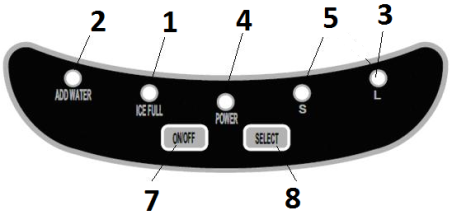 2 1 4 5 3
ADD WATER ICE FULL POWER S L
ON/OFF SELECT
7 8